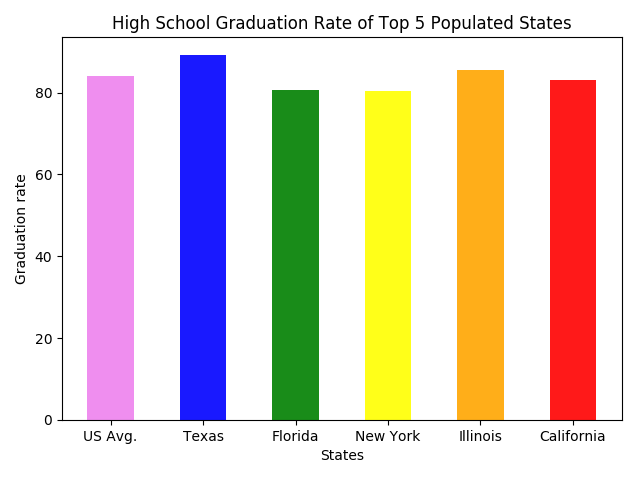 High School Graduation Rate of Top 5 Populated States
Graduation rate
80
60
40
20
0
US Avg.
Texas
Florida
New York
Illinois
California
States